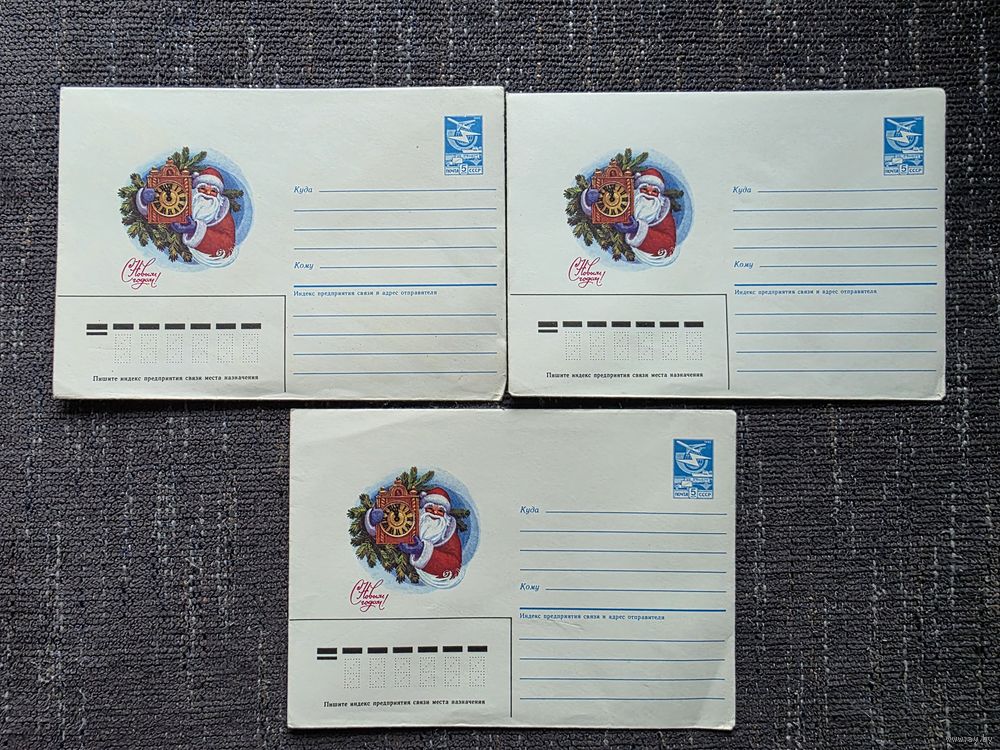 ПОЧТА 5 СССР
Куда
Кому
С Новым
годом!
Индекс предприятия связи и адрес отправителя
Пишите индекс предприятия связи места назначения
ПОЧТА 5 СССР
Куда
Кому
С Новым
годом!
Индекс предприятия связи и адрес отправителя
Пишите индекс предприятия связи места назначения
ПОЧТА 5 СССР
Куда
Кому
С Новым
годом!
Индекс предприятия связи и адрес отправителя
Пишите индекс предприятия связи места назначения